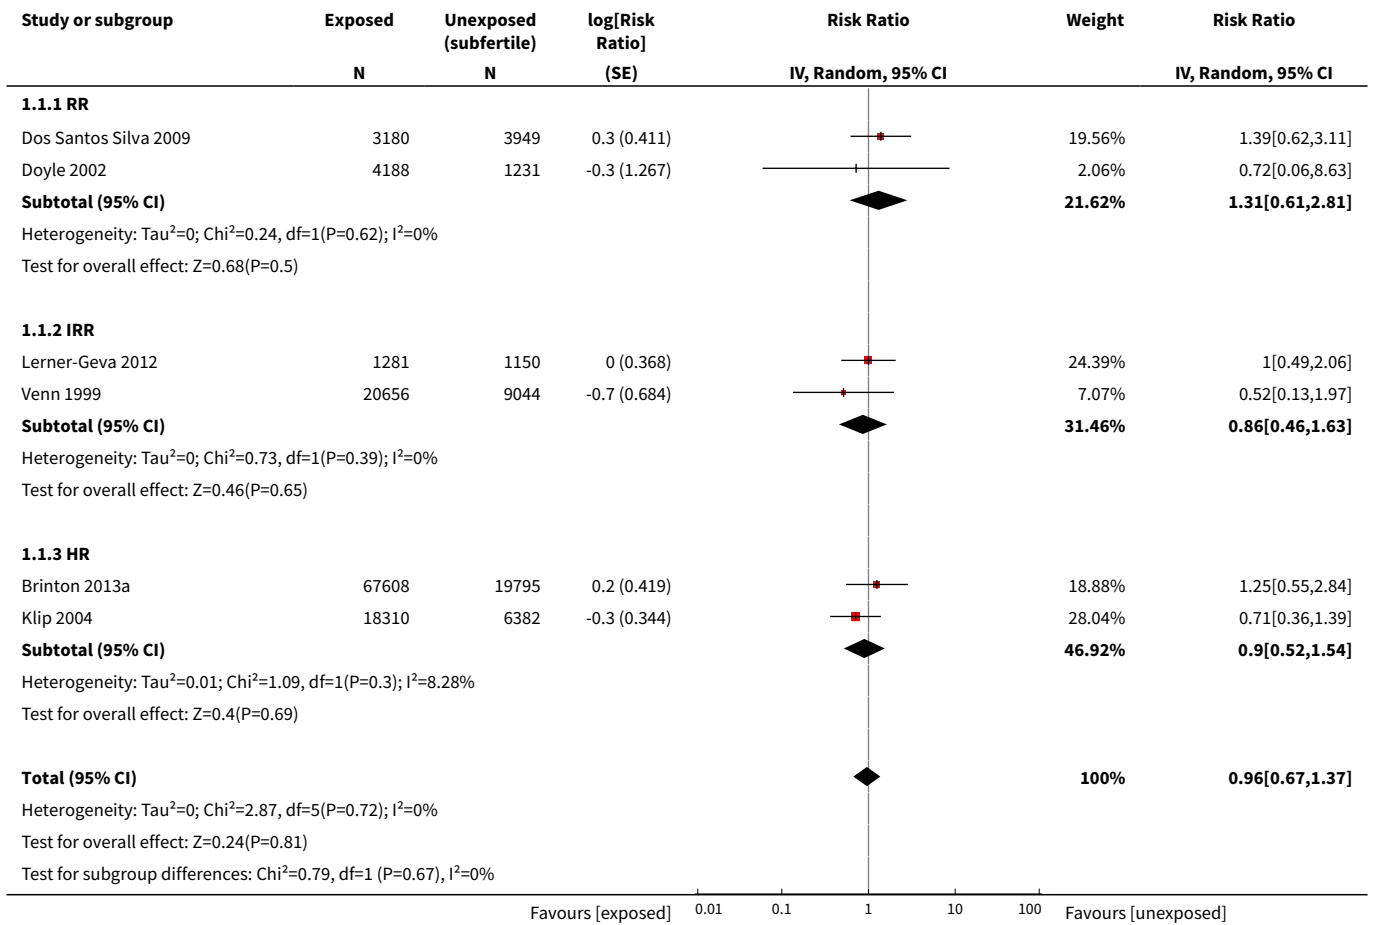 Study or subgroup Exposed Unexposed (subfertile) log[Risk Ratio] Risk Ratio Weight Risk Ratio
N N (SE) IV, Random, 95% CI IV, Random, 95% CI
1.1.1 RR
Dos Santos Silva 2009 3180 3949 0.3 (0.411) 19.56% 1.39[0.62,3.11]
Doyle 2002 4188 1231 -0.3 (1.267) 2.06% 0.72[0.06,8.63]
Subtotal (95% CI) 21.62% 1.31[0.61,2.81]
Heterogeneity: Tau²=0; Chi²=0.24, df=1(P=0.62); I²=0%
Test for overall effect: Z=0.68(P=0.5)
1.1.2 IRR
Lerner-Geva 2012 1281 1150 0 (0.368) 24.39% 1[0.49,2.06]
Venn 1999 20656 9044 -0.7 (0.684) 7.07% 0.52[0.13,1.97]
Subtotal (95% CI) 31.46% 0.86[0.46,1.63]
Heterogeneity: Tau²=0; Chi²=0.73, df=1(P=0.39); I²=0%
Test for overall effect: Z=0.46(P=0.65)
1.1.3 HR
Brinton 2013a 67608 19795 0.2 (0.419) 18.88% 1.25[0.55,2.84]
Klip 2004 18310 6382 -0.3 (0.344) 28.04% 0.71[0.36,1.39]
Subtotal (95% CI) 46.92% 0.9[0.52,1.54]
Heterogeneity: Tau²=0.01; Chi²=1.09, df=1(P=0.3); I²=8.28%
Test for overall effect: Z=0.4(P=0.69)
Total (95% CI) 100% 0.96[0.67,1.37]
Heterogeneity: Tau²=0; Chi²=2.87, df=5(P=0.72); I²=0%
Test for overall effect: Z=0.24(P=0.81)
Test for subgroup differences: Chi²=0.79, df=1 (P=0.67), I²=0%
Favours [exposed] 0.01 0.1 1 10 100 Favours [unexposed]